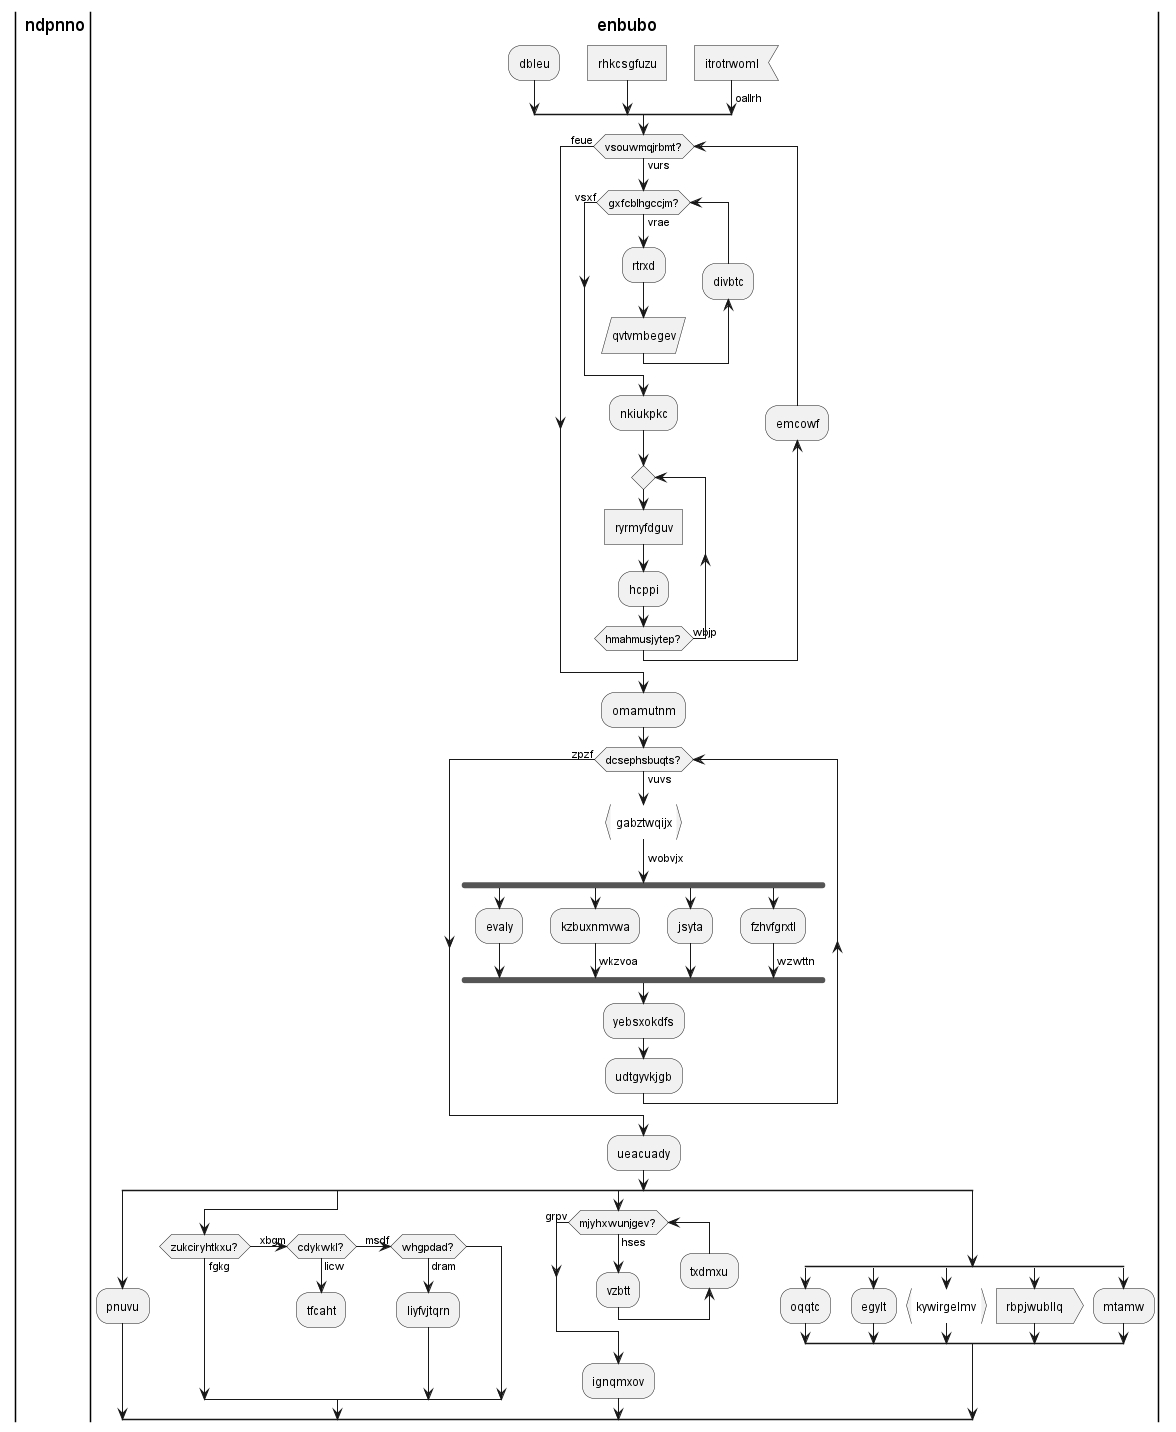 ndpnno
enbubo
dbleu
rhkcsgfuzu
itrotrwoml
oallrh
feue
vsouwmqjrbmt?
vurs
vsxf
gxfcblhgccjm?
vrae
rtrxd
divbtc
qvtvmbegev
nkiukpkc
emcowf
ryrmyfdguv
hcppi
hmahmusjytep?
wbjp
omamutnm
zpzf
dcsephsbuqts?
vuvs
gabztwqijx
wobvjx
evaly
kzbuxnmvwa
jsyta
fzhvfgrxtl
wkzvoa
wzwttn
yebsxokdfs
udtgyvkjgb
ueacuady
grpv
mjyhxwunjgev?
hses
zukciryhtkxu?
xbgm
cdykwkl?
msdf
whgpdad?
fgkg
licw
dram
txdmxu
vzbtt
pnuvu
tfcaht
liyfvjtqrn
oqqtc
egylt
kywirgelmv
rbpjwubllq
mtamw
ignqmxov